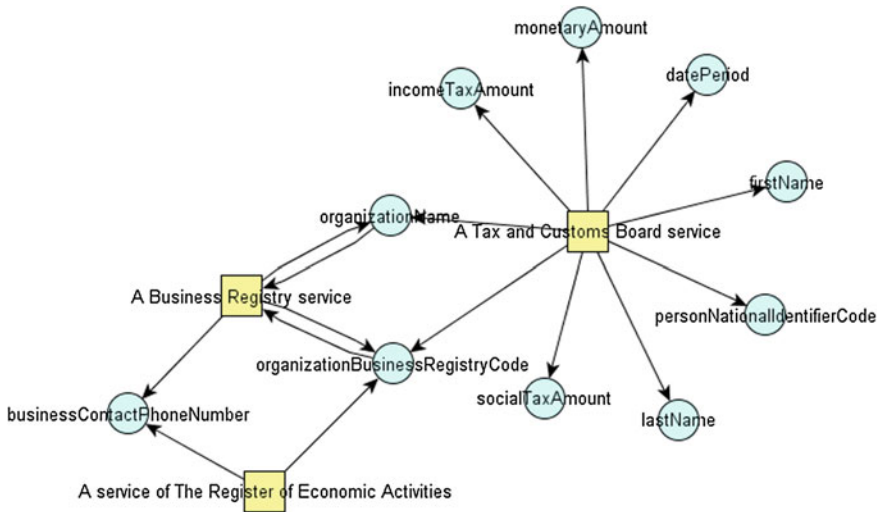 monetaryAmount
datePeriod
incomeTaxAmount
firstName
organizationName
A Tax and Customs Board service
A Business Registry service
personNationalIdentifierCode
organizationBusinessRegistryCode
socialTaxAmount
businessContactPhoneNumber
lastName
A service of The Register of Economic Activities